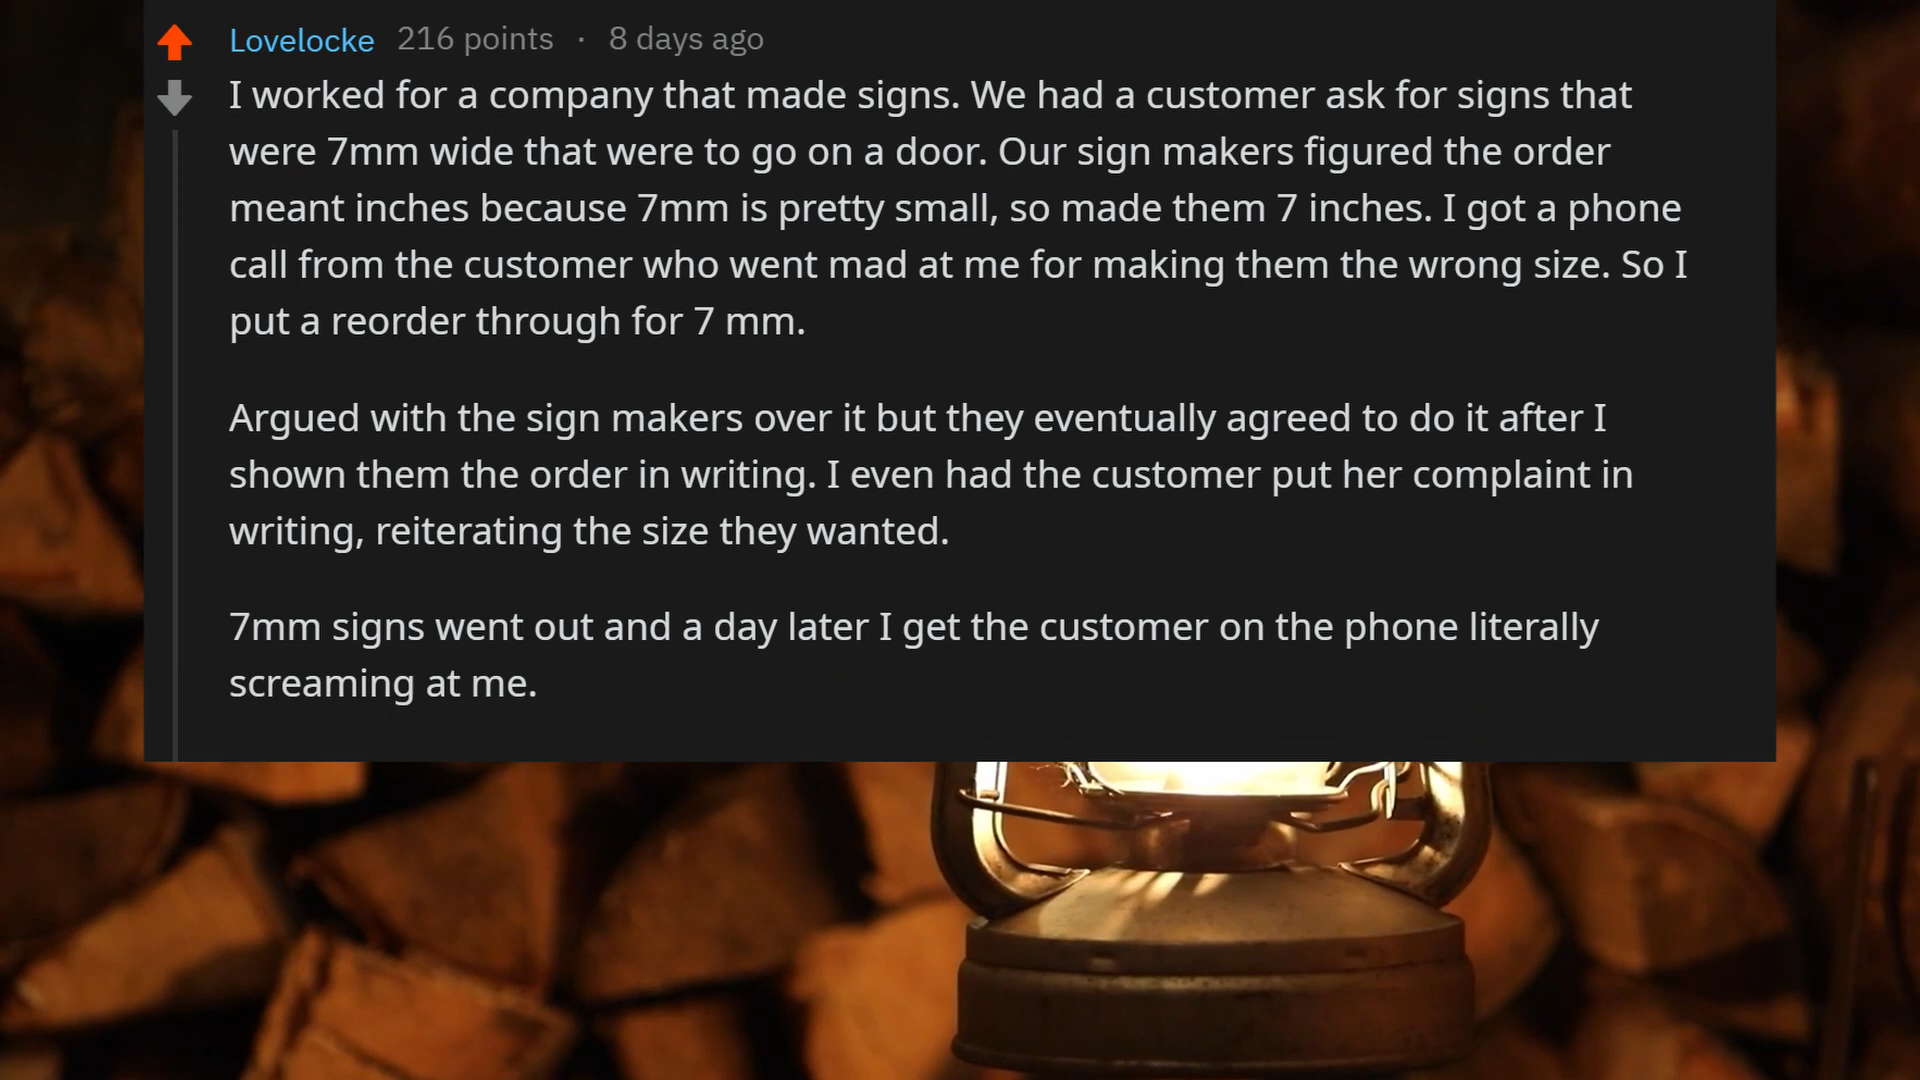 Lovelocke 216 points · 8 days ago
I worked for a company that made signs. We had a customer ask for signs that
were 7mm wide that were to go on a door. Our sign makers figured the order
meant inches because 7mm is pretty small, so made them 7 inches. I got a phone
call from the customer who went mad at me for making them the wrong size. So I
put a reorder through for 7 mm.
Argued with the sign makers over it but they eventually agreed to do it after I
shown them the order in writing. I even had the customer put her complaint in
writing, reiterating the size they wanted.
7mm signs went out and a day later I get the customer on the phone literally
screaming at me.